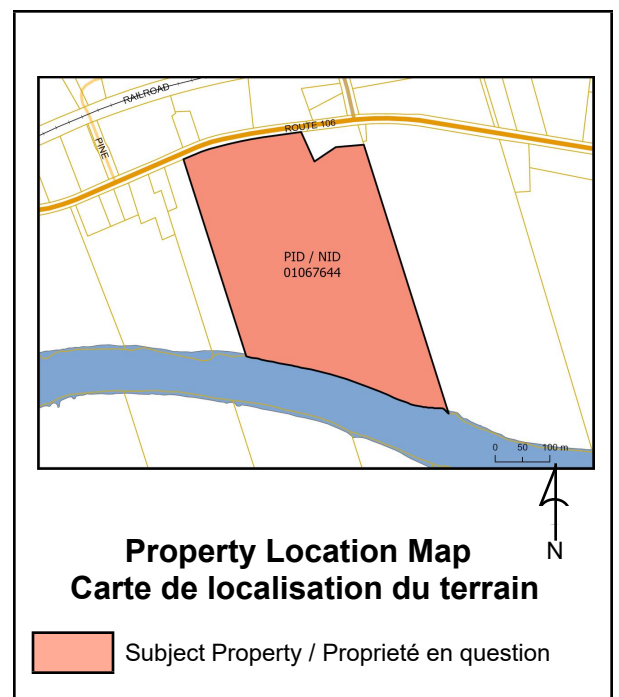 RAILROAD
PINE
ROUTE 106
PID / NID
01067644
0 50 100 m
N
Property Location Map
Carte de localisation du terrain
Subject Property / Proprieté en question